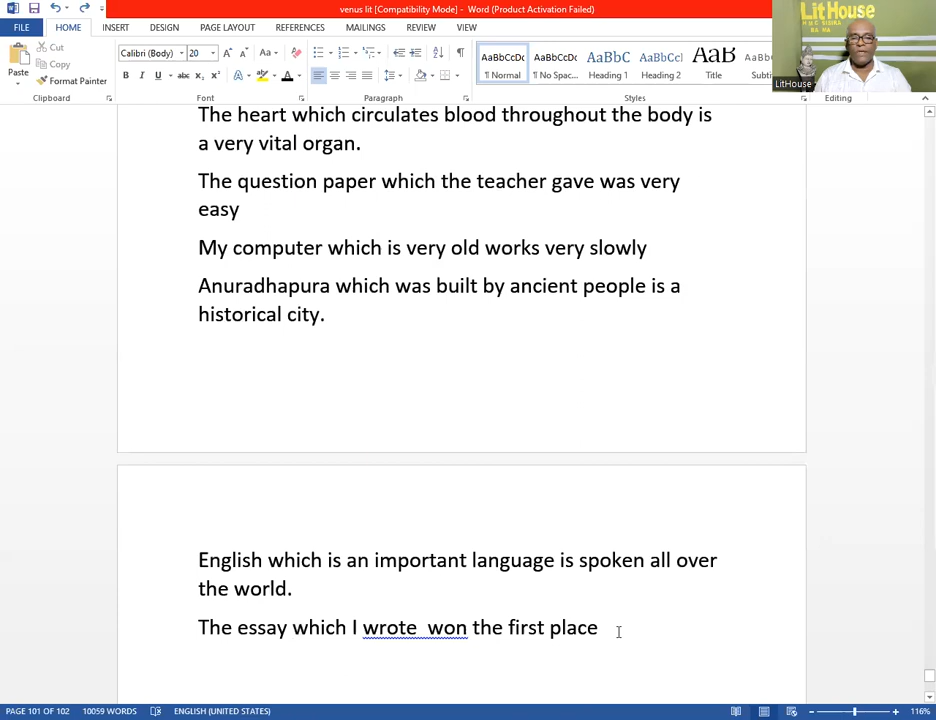 venus lit [Compatibility Mode] - Word (Product Activation Failed)
FILE HOME INSERT DESIGN PAGE LAYOUT REFERENCES MAILINGS REVIEW VIEW
LitHouse
Cut
Copy
Paste
Format Painter
Calibri (Body) 20
AaBbCcDc AaBbCcDc AaBbC AaBbCcl AaB AaBbCcD
¶ Normal ¶ No Spac... Heading 1 Heading 2 Title Subti
LitHouse
Clipboard Font Paragraph Styles Editing
The heart which circulates blood throughout the body is
a very vital organ.
The question paper which the teacher gave was very
easy
My computer which is very old works very slowly
Anuradhapura which was built by ancient people is a
historical city.
English which is an important language is spoken all over
the world.
The essay which I wrote  won the first place
PAGE 101 OF 102 10059 WORDS ENGLISH (UNITED STATES) 116%